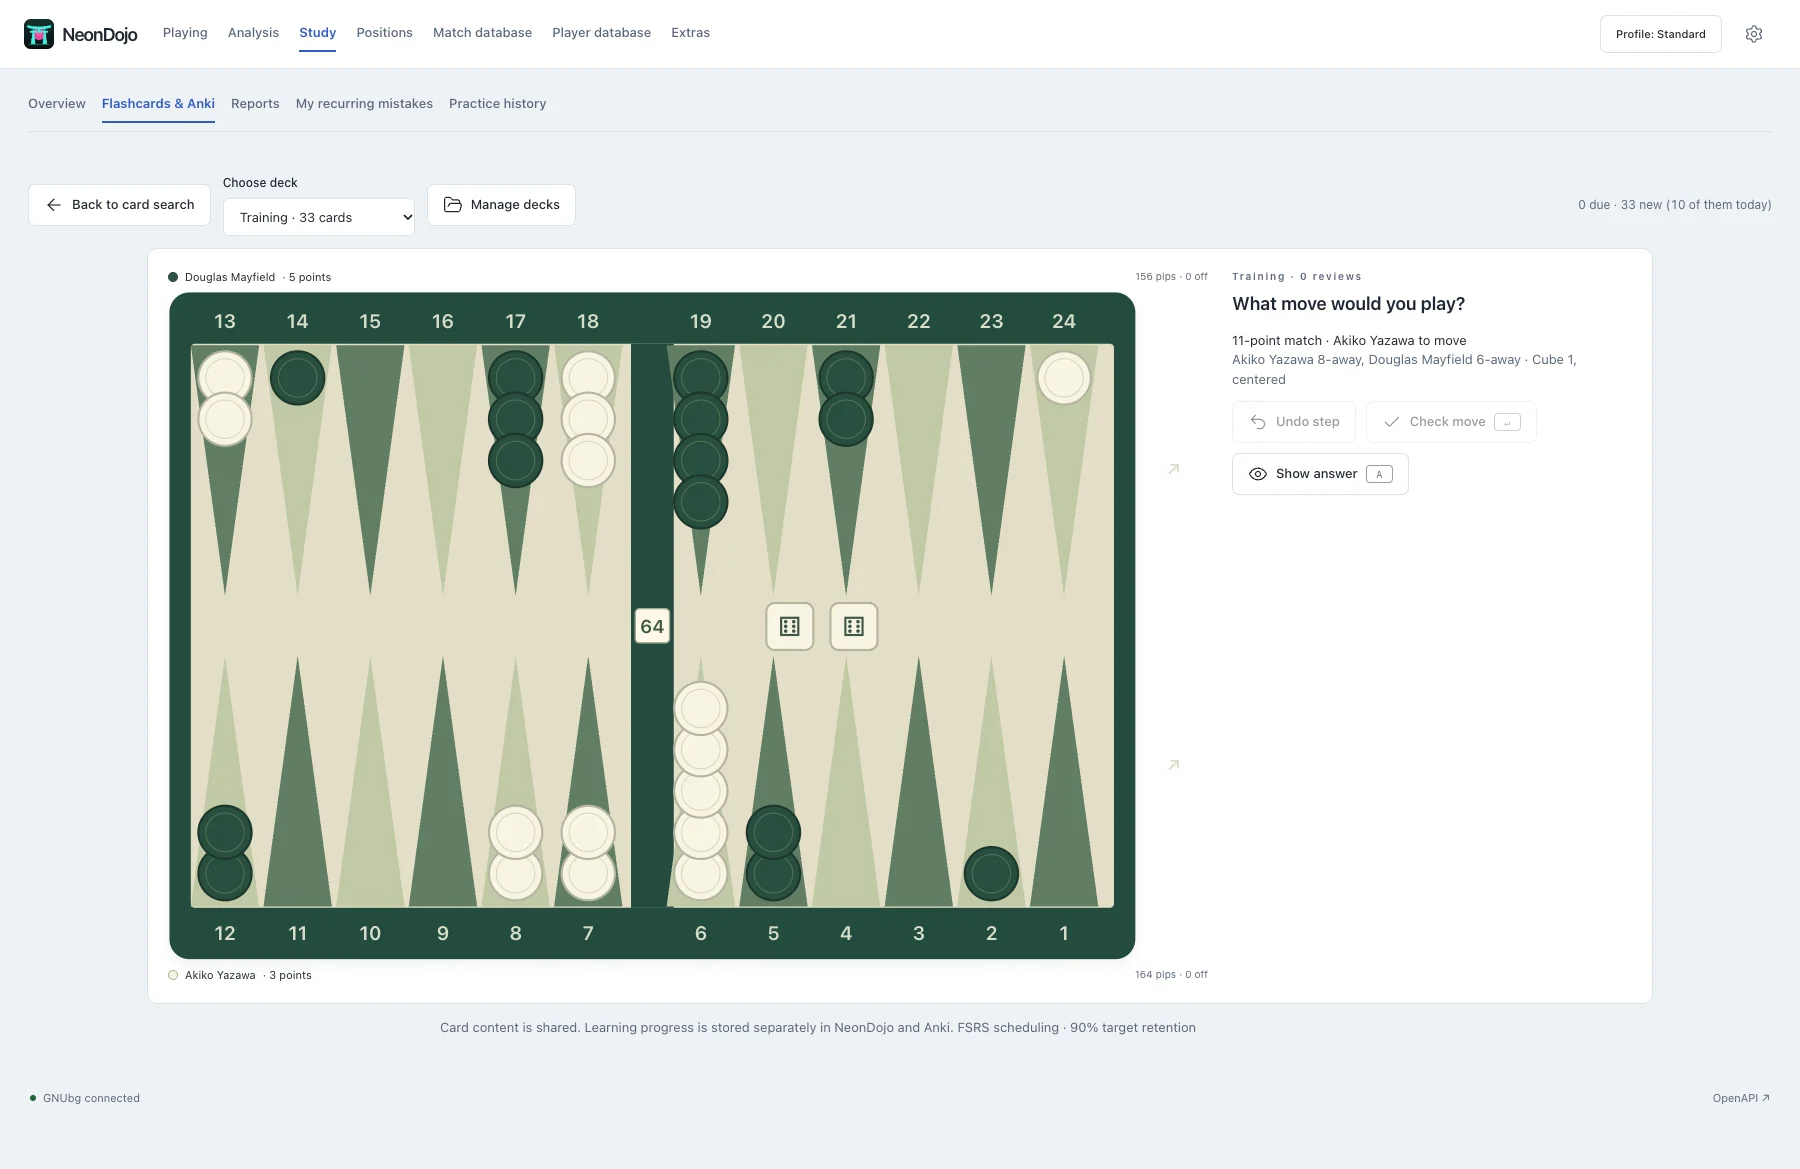 NeonDojo Playing Analysis Study Positions Match database Player database Extras Profile: Standard
Overview Flashcards & Anki Reports My recurring mistakes Practice history
Choose deck
Back to card search Training · 33 cards Manage decks 0 due · 33 new (10 of them today)
Douglas Mayfield · 5 points 156 pips · 0 off
13 14 15 16 17 18 19 20 21 22 23 24
64
12 11 10 9 8 7 6 5 4 3 2 1
Akiko Yazawa · 3 points 164 pips · 0 off
Training · 0 reviews
What move would you play?
11-point match · Akiko Yazawa to move
Akiko Yazawa 8-away, Douglas Mayfield 6-away · Cube 1,
centered
Undo step Check move ↵
Show answer A
Card content is shared. Learning progress is stored separately in NeonDojo and Anki. FSRS scheduling · 90% target retention
GNUbg connected OpenAPI ↗